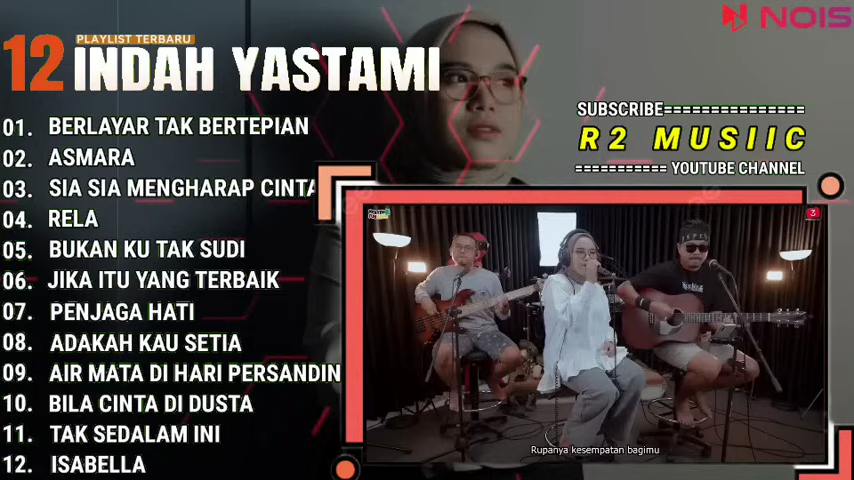 NOIS
PLAYLIST TERBARU
12 INDAH YASTAMI
SUBSCRIBE===============
R2 MUSIIC
=========== YOUTUBE CHANNEL
01. BERLAYAR TAK BERTEPIAN
02. ASMARA
03. SIA SIA MENGHARAP CINTA
04. RELA
05. BUKAN KU TAK SUDI
06. JIKA ITU YANG TERBAIK
07. PENJAGA HATI
08. ADAKAH KAU SETIA
09. AIR MATA DI HARI PERSANDIN
10. BILA CINTA DI DUSTA
11. TAK SEDALAM INI
12. ISABELLA
3
Rupanya kesempatan bagimu